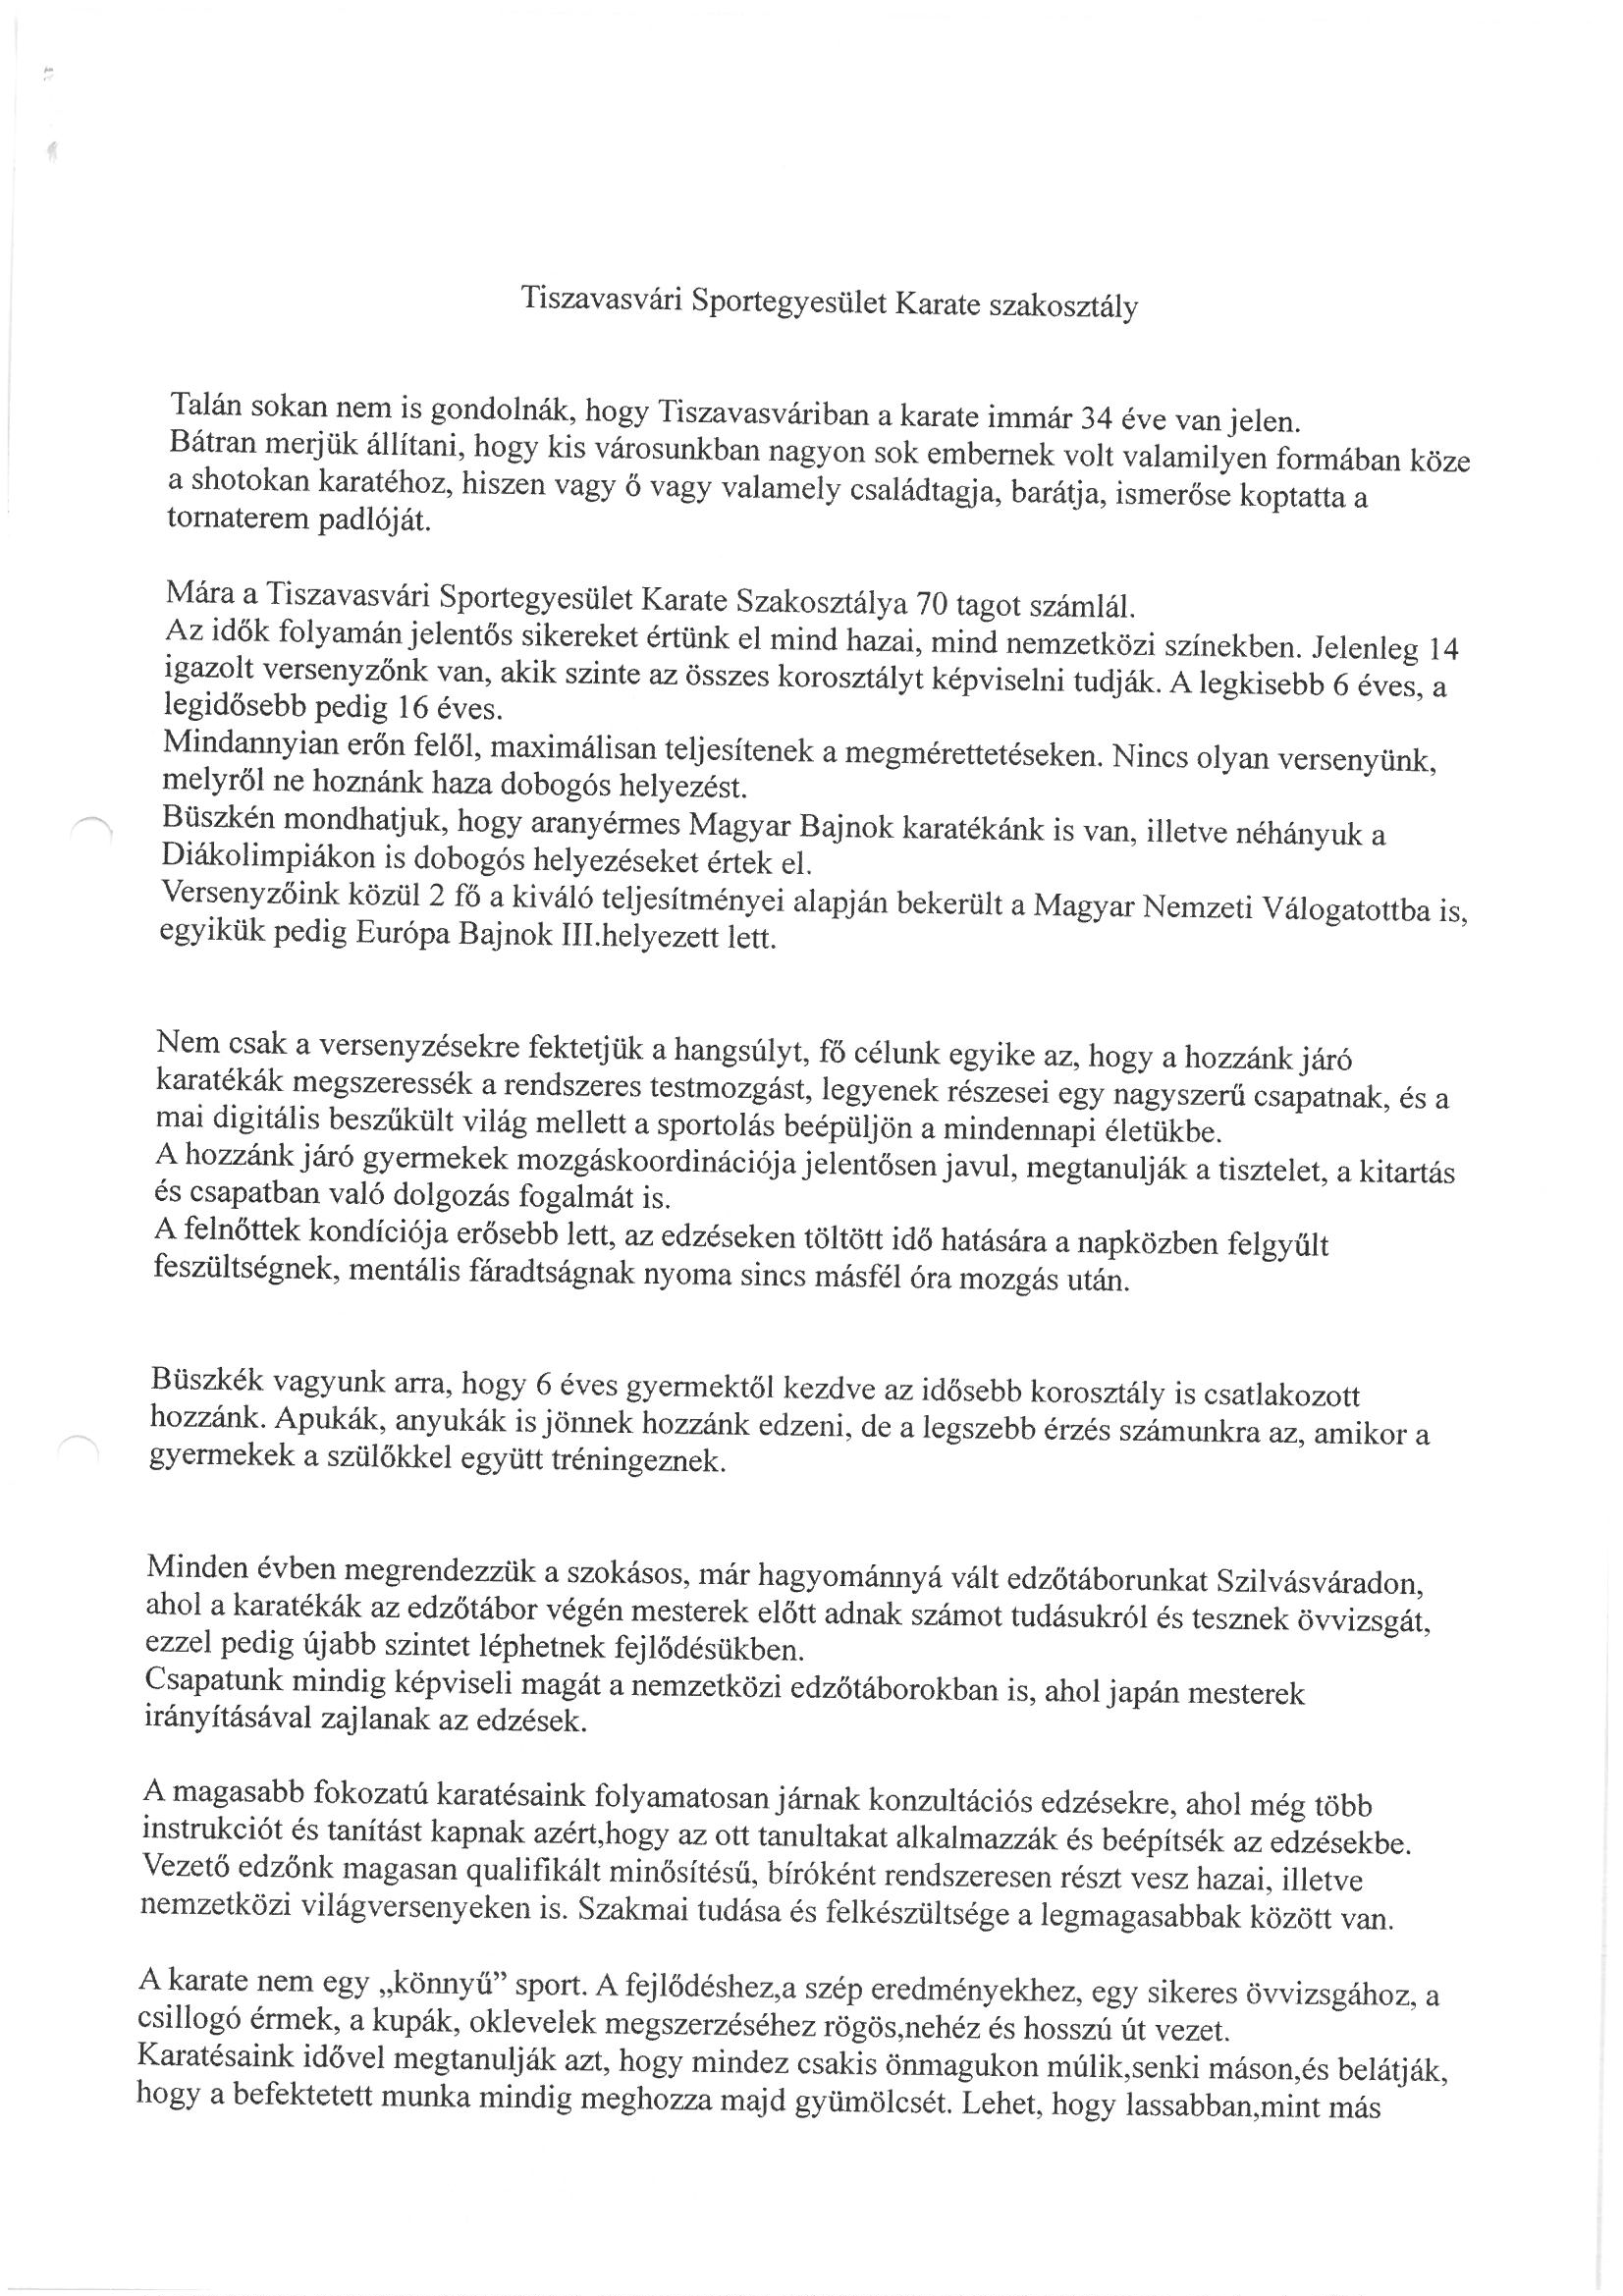 Tiszavasvári Sportegyesület Karate szakosztály
Talán sokan nem is gondolnák, hogy Tiszavasváriban a karate immár 34 éve van jelen.
Bátran merjük állítani, hogy kis városunkban nagyon sok embernek volt valamilyen formában köze
a shotokan karatéhoz, hiszen vagy ő vagy valamely családtagja, barátja, ismerőse koptatta a
tornaterem padlóját.
Mára a Tiszavasvári Sportegyesület Karate Szakosztálya 70 tagot számlál.
Az idők folyamán jelentős sikereket értünk el mind hazai, mind nemzetközi színekben. Jelenleg 14
igazolt versenyzőnk van, akik szinte az összes korosztályt képviselni tudják. A legkisebb 6 éves, a
legidősebb pedig 16 éves.
Mindannyian erőn felől, maximálisan teljesítenek a megmérettetéseken. Nincs olyan versenyünk,
melyről ne hoznánk haza dobogós helyezést.
Büszkén mondhatjuk, hogy aranyérmes Magyar Bajnok karatékánk is van, illetve néhányuk a
Diákolimpiákon is dobogós helyezéseket értek el.
Versenyzőink közül 2 fő a kiváló teljesítményei alapján bekerült a Magyar Nemzeti Válogatottba is,
egyikük pedig Európa Bajnok III.helyezett lett.
Nem csak a versenyzésekre fektetjük a hangsúlyt, fő célunk egyike az, hogy a hozzánk járó
karatékák megszeressék a rendszeres testmozgást, legyenek részesei egy nagyszerű csapatnak, és a
mai digitális beszűkült világ mellett a sportolás beépüljön a mindennapi életükbe.
A hozzánk járó gyermekek mozgáskoordinációja jelentősen javul, megtanulják a tisztelet, a kitartás
és csapatban való dolgozás fogalmát is.
A felnőttek kondíciója erősebb lett, az edzéseken töltött idő hatására a napközben felgyűlt
feszültségnek, mentális fáradtságnak nyoma sincs másfél óra mozgás után.
Büszkék vagyunk arra, hogy 6 éves gyermektől kezdve az idősebb korosztály is csatlakozott
hozzánk. Apukák, anyukák is jönnek hozzánk edzeni, de a legszebb érzés számunkra az, amikor a
gyermekek a szülőkkel együtt tréningeznek.
Minden évben megrendezzük a szokásos, már hagyománnyá vált edzőtáborunkat Szilvásváradon,
ahol a karatékák az edzőtábor végén mesterek előtt adnak számot tudásukról és tesznek övvizsgát,
ezzel pedig újabb szintet léphetnek fejlődésükben.
Csapatunk mindig képviseli magát a nemzetközi edzőtáborokban is, ahol japán mesterek
irányításával zajlanak az edzések.
A magasabb fokozatú karatésaink folyamatosan járnak konzultációs edzésekre, ahol még több
instrukciót és tanítást kapnak azért,hogy az ott tanultakat alkalmazzák és beépítsék az edzésekbe.
Vezető edzőnk magasan qualifikált minősítésű, bíróként rendszeresen részt vesz hazai, illetve
nemzetközi világversenyeken is. Szakmai tudása és felkészültsége a legmagasabbak között van.
A karate nem egy „könnyű” sport. A fejlődéshez,a szép eredményekhez, egy sikeres övvizsgához, a
csillogó érmek, a kupák, oklevelek megszerzéséhez rögös,nehéz és hosszú út vezet.
Karatésaink idővel megtanulják azt, hogy mindez csakis önmagukon múlik,senki máson,és belátják,
hogy a befektetett munka mindig meghozza majd gyümölcsét. Lehet, hogy lassabban,mint más